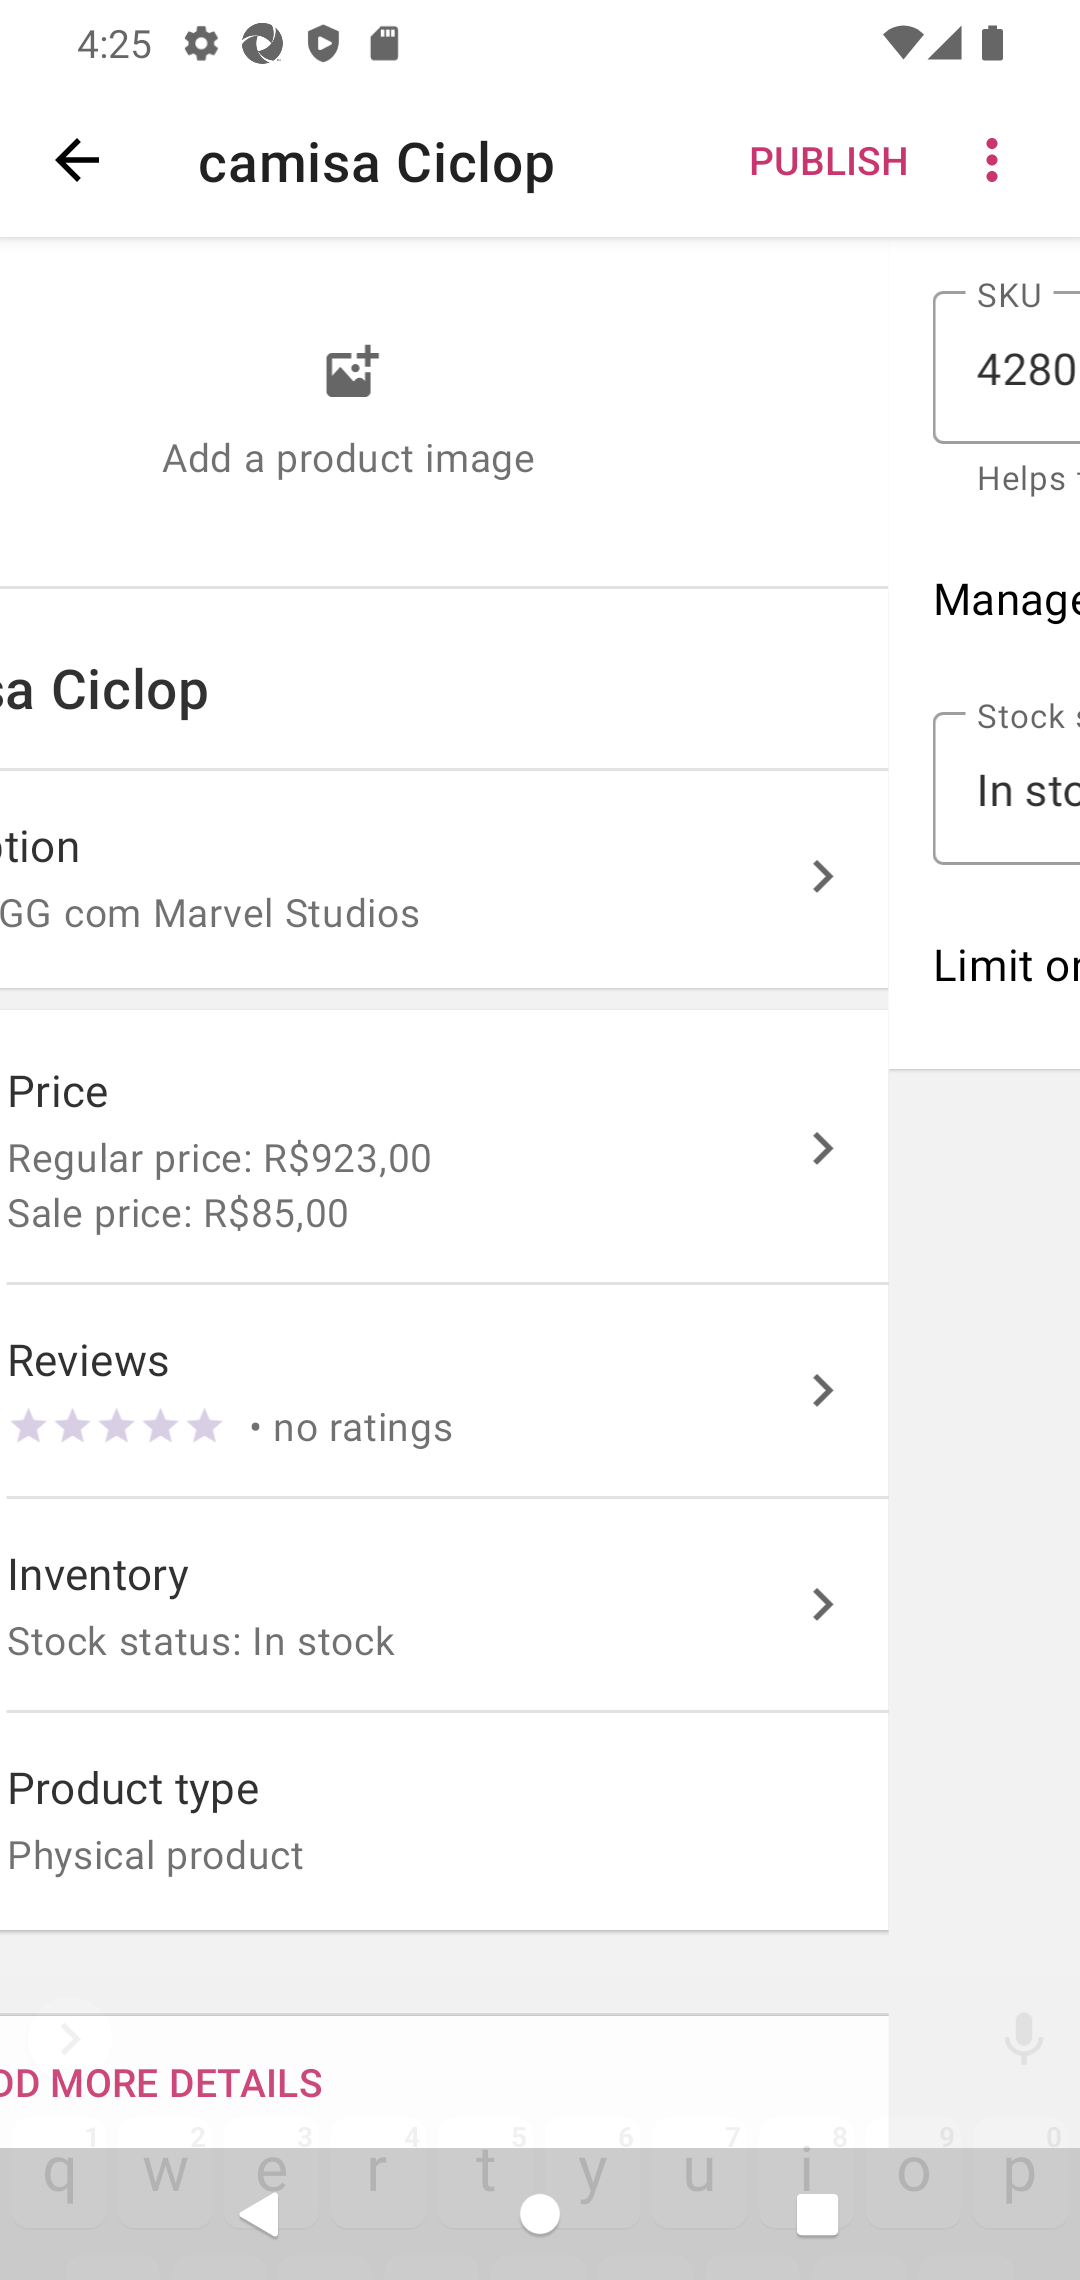 4:25
camisa Ciclop
PUBLISH
Add a product image
sa Ciclop
ption
GG com Marvel Studios
Price
Regular price: R$923,00
Sale price: R$85,00
Reviews
• no ratings
Inventory
Stock status: In stock
Product type
Physical product
DD MORE DETAILS
SKU
4280
Helps
Manage
Stock s
In sto
Limit or
1 2 3 4 5 6 7 8 9 0
q w e r t y u i o p